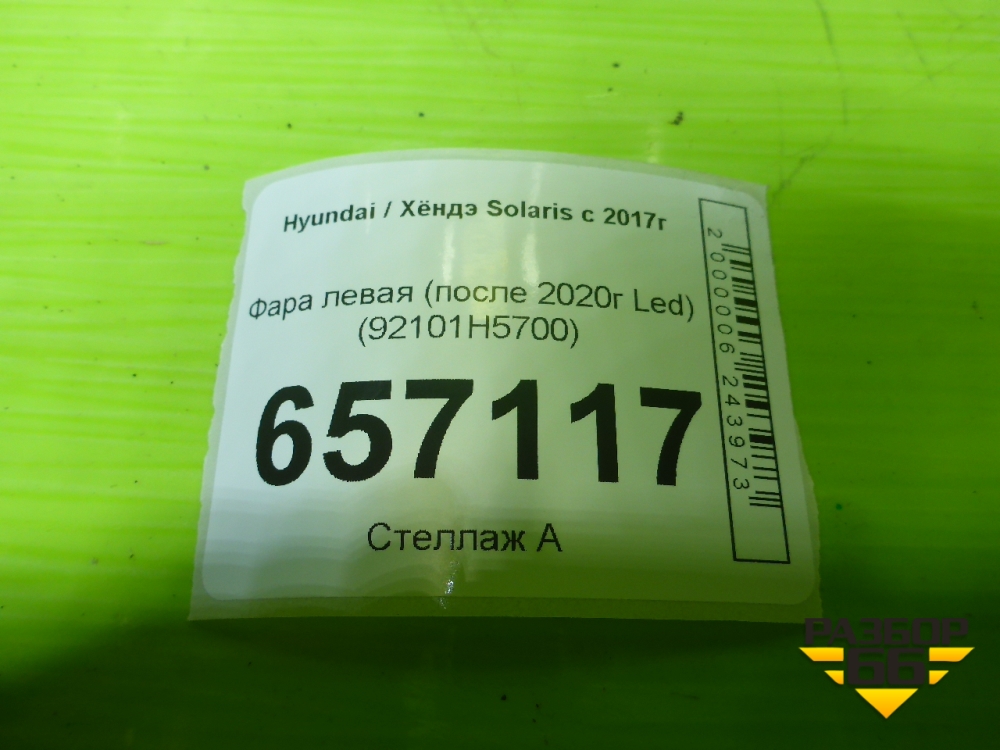 Hyundai / Хёндэ Solaris с 2017г
Фара левая (после 2020г Led)
(92101H5700)
657117
Стеллаж А
2000006243973
РАЗБОР
66